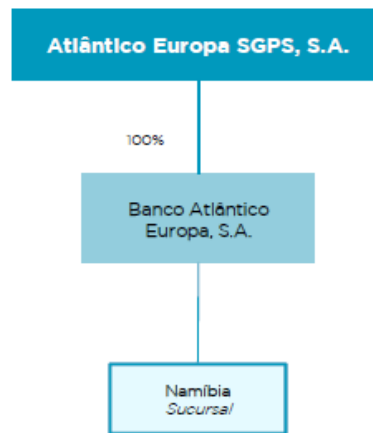 Atlântico Europa SGPS, S.A.
100%
Banco Atlântico
Europa, S.A.
Namíbia
Sucursal